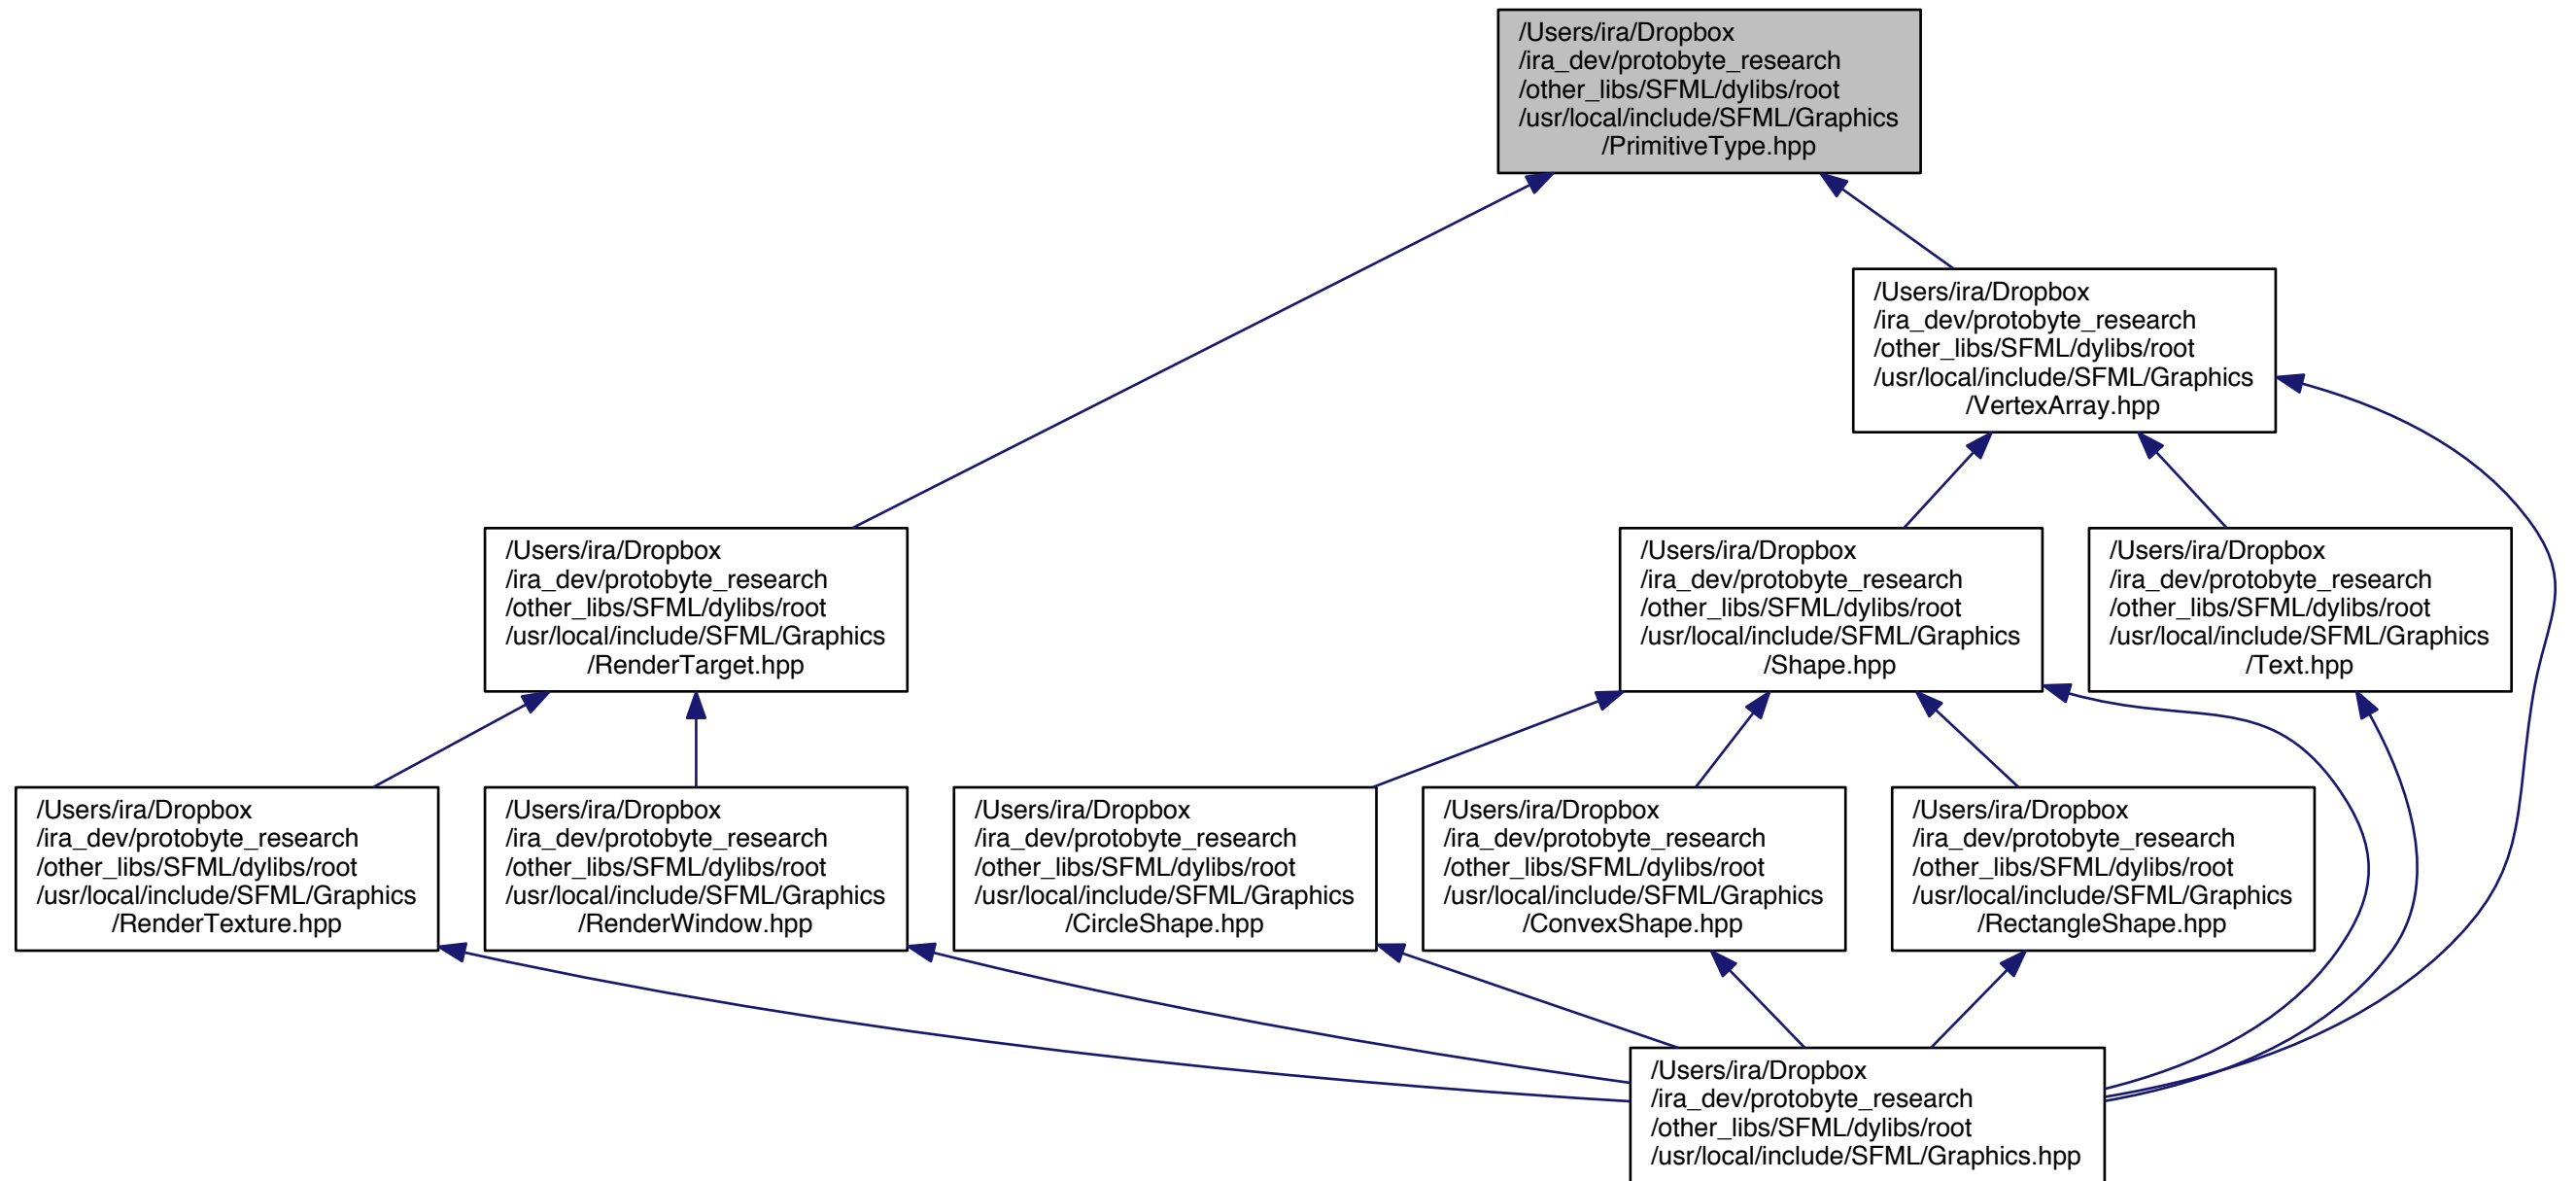 /Users/ira/Dropbox
/ira_dev/protobyte_research
/other_libs/SFML/dylibs/root
/usr/local/include/SFML/Graphics
/PrimitiveType.hpp
/Users/ira/Dropbox
/ira_dev/protobyte_research
/other_libs/SFML/dylibs/root
/usr/local/include/SFML/Graphics
/VertexArray.hpp
/Users/ira/Dropbox
/ira_dev/protobyte_research
/other_libs/SFML/dylibs/root
/usr/local/include/SFML/Graphics
/RenderTarget.hpp
/Users/ira/Dropbox
/ira_dev/protobyte_research
/other_libs/SFML/dylibs/root
/usr/local/include/SFML/Graphics
/Shape.hpp
/Users/ira/Dropbox
/ira_dev/protobyte_research
/other_libs/SFML/dylibs/root
/usr/local/include/SFML/Graphics
/Text.hpp
/Users/ira/Dropbox
/ira_dev/protobyte_research
/other_libs/SFML/dylibs/root
/usr/local/include/SFML/Graphics
/RenderTexture.hpp
/Users/ira/Dropbox
/ira_dev/protobyte_research
/other_libs/SFML/dylibs/root
/usr/local/include/SFML/Graphics
/RenderWindow.hpp
/Users/ira/Dropbox
/ira_dev/protobyte_research
/other_libs/SFML/dylibs/root
/usr/local/include/SFML/Graphics
/CircleShape.hpp
/Users/ira/Dropbox
/ira_dev/protobyte_research
/other_libs/SFML/dylibs/root
/usr/local/include/SFML/Graphics
/ConvexShape.hpp
/Users/ira/Dropbox
/ira_dev/protobyte_research
/other_libs/SFML/dylibs/root
/usr/local/include/SFML/Graphics
/RectangleShape.hpp
/Users/ira/Dropbox
/ira_dev/protobyte_research
/other_libs/SFML/dylibs/root
/usr/local/include/SFML/Graphics.hpp